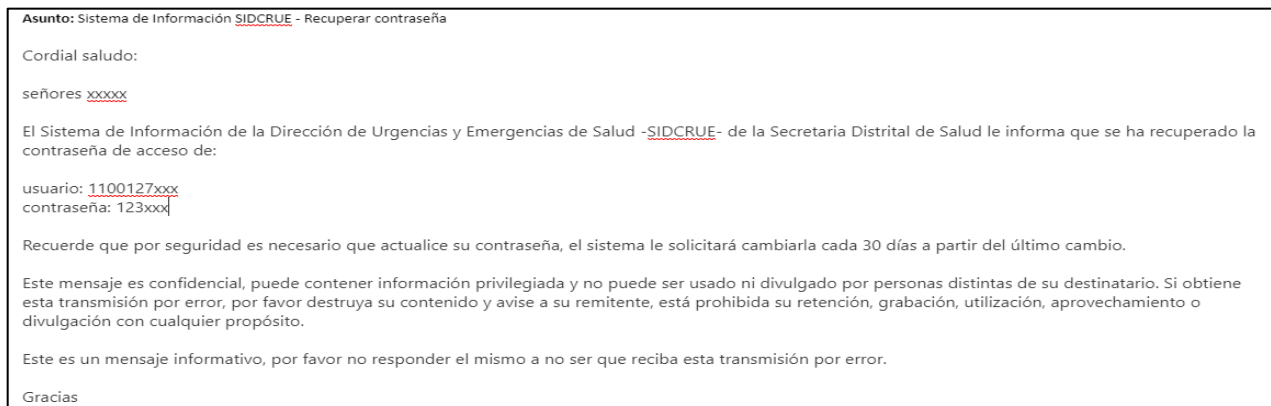 Asunto: Sistema de Información SIDCRUE - Recuperar contraseña
Cordial saludo:
señores xxxxx
El Sistema de Información de la Dirección de Urgencias y Emergencias de Salud -SIDCRUE- de la Secretaria Distrital de Salud le informa que se ha recuperado la
contraseña de acceso de:
usuario: 1100127xxx
contraseña: 123xxx
Recuerde que por seguridad es necesario que actualice su contraseña, el sistema le solicitará cambiarla cada 30 días a partir del último cambio.
Este mensaje es confidencial, puede contener información privilegiada y no puede ser usado ni divulgado por personas distintas de su destinatario. Si obtiene
esta transmisión por error, por favor destruya su contenido y avise a su remitente, está prohibida su retención, grabación, utilización, aprovechamiento o
divulgación con cualquier propósito.
Este es un mensaje informativo, por favor no responder el mismo a no ser que reciba esta transmisión por error.
Gracias